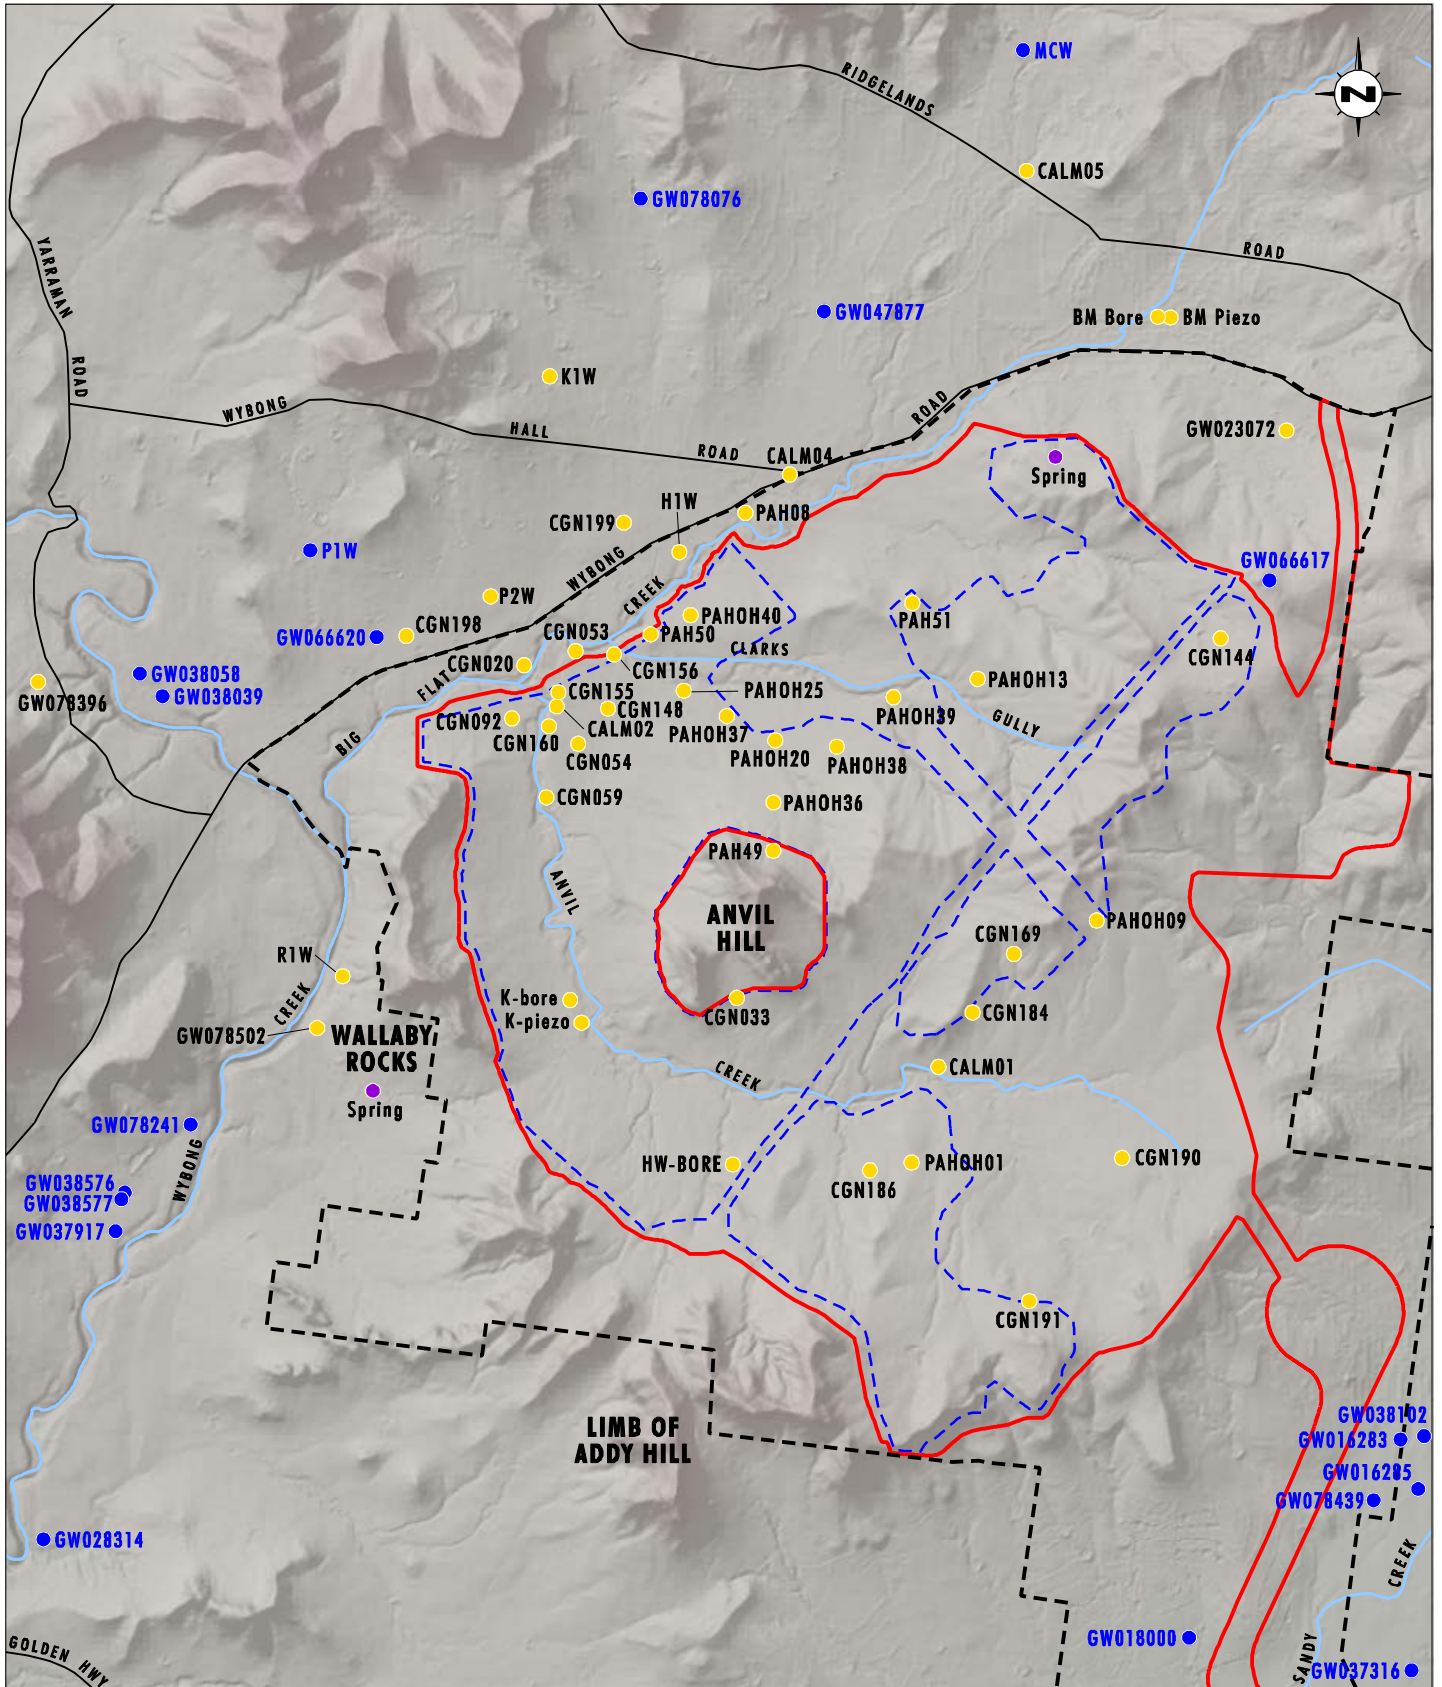 MCW
N
RIDGELANDS
CALM05
GW078076
YARRAMAN
ROAD
ROAD
GW047877
BM Bore
BM Piezo
K1W
WYBONG
HALL
ROAD
ROAD
GW023072
CALM04
Spring
H1W
PAH08
CGN199
P1W
WYBONG
GW066617
CREEK
P2W
PAHOH40
PAH51
CGN198
GW066620
CGN053
PAH50
CLARKS
CGN144
CGN020
CGN156
GW038058
GW038039
GW078396
FLAT
CGN155
PAHOH25
PAHOH13
CGN148
PAHOH39
CGN092
CALM02
PAHOH37
GULLY
BIG
CGN160
CGN054
PAHOH20
PAHOH38
CGN059
PAHOH36
PAH49
ANVIL
ANVIL
HILL
PAHOH09
CGN169
R1W
CREEK
K-bore
K-piezo
CGN033
CGN184
GW078502
WALLABY
ROCKS
CREEK
CALM01
Spring
GW078241
WYBONG
HW-BORE
PAHOH01
CGN190
GW038576
CGN186
GW038577
GW037917
CGN191
GW038102
LIMB OF
ADDY HILL
GW016283
GW016285
GW078439
GW028314
CREEK
GW018000
SANDY
GW037316
GOLDEN HWY